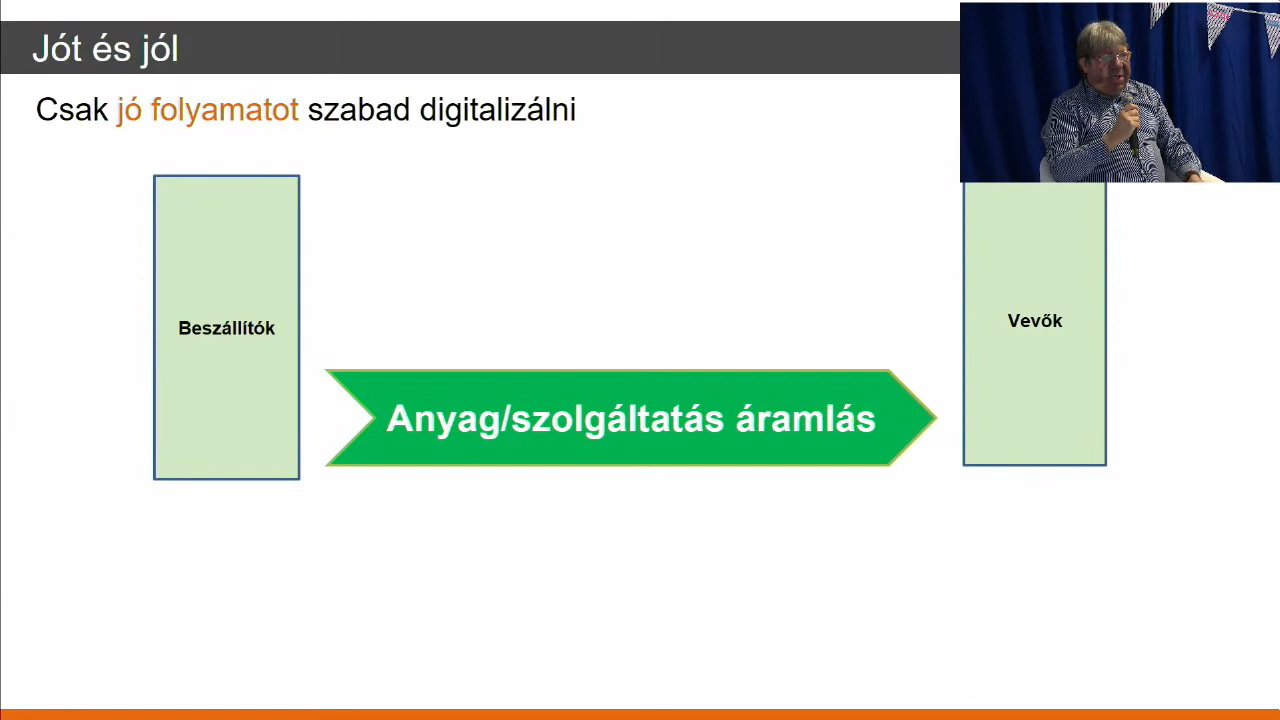 Jót és jól
Csak jó folyamatot szabad digitalizálni
Beszállítók
Vevők
Anyag/szolgáltatás áramlás